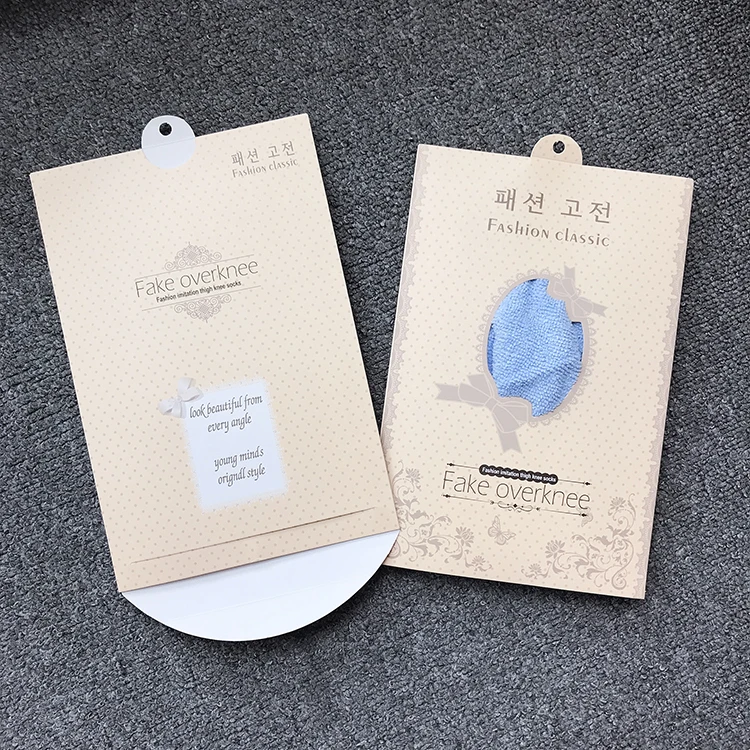 패션 고전
Fashion classic
Fake overknee
Fashion imitation thigh knee socks
look beautiful from
every angle
young minds
origndl style
패션 고전
Fashion classic
Fashion imitation thigh knee socks
Fake overknee